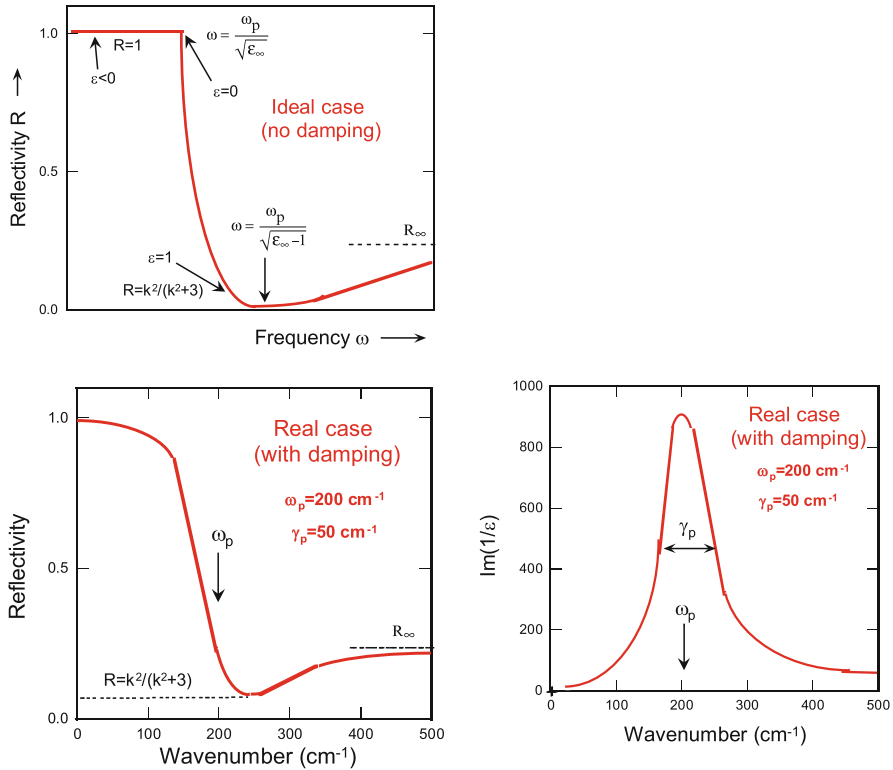 1.0
R=1
ω = ωp/√ε∞
ε<0
ε=0
Ideal case
(no damping)
Reflectivity R
0.5
ω = ωp/√ε∞ −1
R∞
ε=1
R=k²/(k²+3)
0.0
Frequency ω
1.0
Real case
(with damping)
ωp=200 cm-1
γp=50 cm-1
ωp
Reflectivity
0.5
R∞
R=k²/(k²+3)
0.0
0 100 200 300 400 500
Wavenumber (cm-1)
1000
Real case
(with damping)
800
ωp=200 cm-1
γp=50 cm-1
600
Im(1/ε)
γp
400
ωp
200
0
0 100 200 300 400 500
Wavenumber (cm-1)